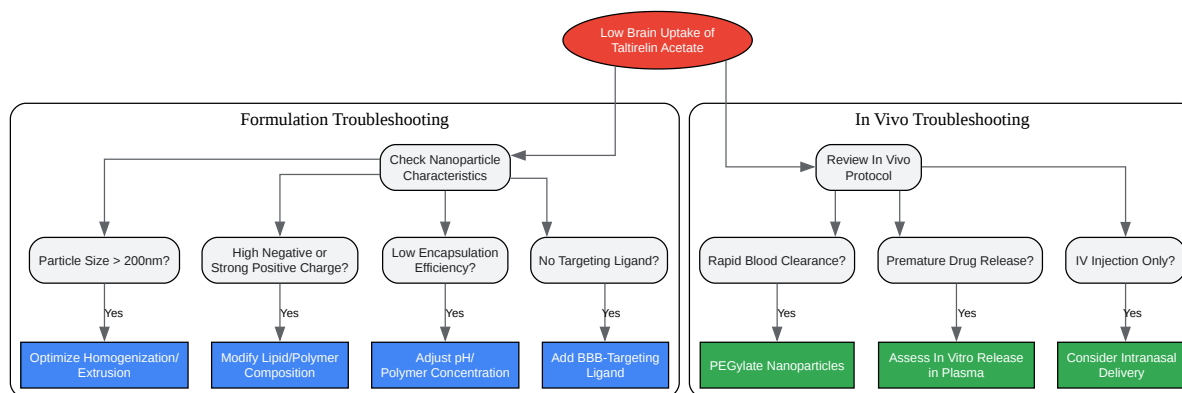 Low Brain Uptake of
Taltirelin Acetate
Formulation Troubleshooting
In Vivo Troubleshooting
Check Nanoparticle
Characteristics
Review In Vivo
Protocol
Particle Size > 200nm?
High Negative or
Strong Positive Charge?
Low Encapsulation
Efficiency?
No Targeting Ligand?
Rapid Blood Clearance?
Premature Drug Release?
IV Injection Only?
Yes
Yes
Yes
Yes
Yes
Yes
Yes
Optimize Homogenization/
Extrusion
Modify Lipid/Polymer
Composition
Adjust pH/
Polymer Concentration
Add BBB-Targeting
Ligand
PEGylate Nanoparticles
Assess In Vitro Release
in Plasma
Consider Intranasal
Delivery